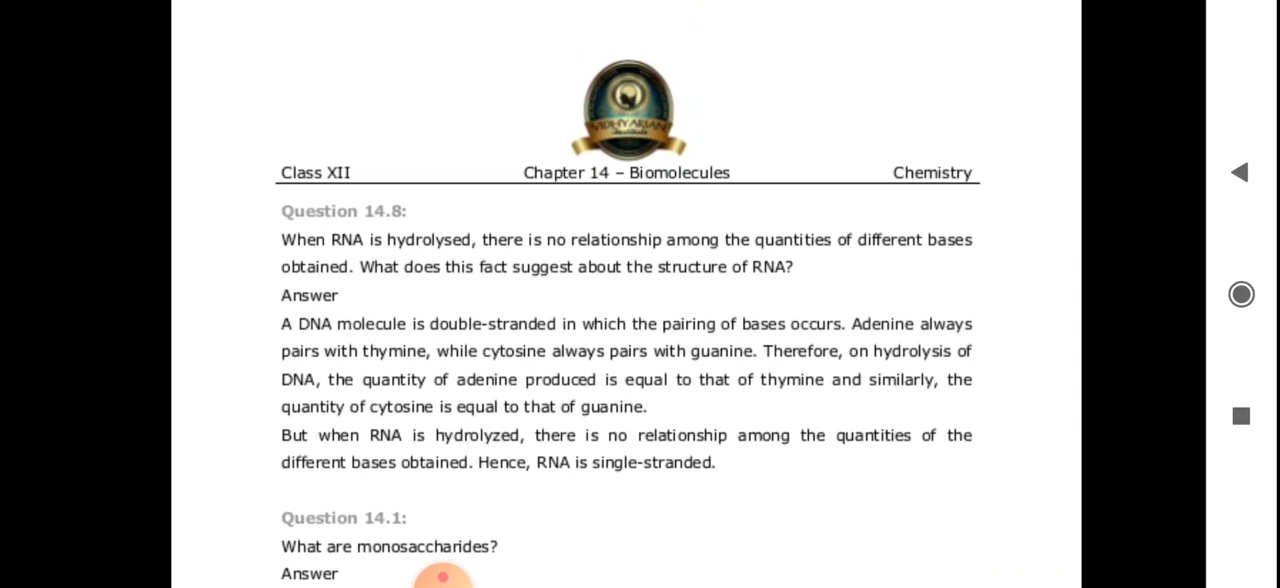 VIDHYARJAN
Institute
Class XII Chapter 14 – Biomolecules Chemistry
Question 14.8:
When RNA is hydrolysed, there is no relationship among the quantities of different bases
obtained. What does this fact suggest about the structure of RNA?
Answer
A DNA molecule is double-stranded in which the pairing of bases occurs. Adenine always
pairs with thymine, while cytosine always pairs with guanine. Therefore, on hydrolysis of
DNA, the quantity of adenine produced is equal to that of thymine and similarly, the
quantity of cytosine is equal to that of guanine.
But when RNA is hydrolyzed, there is no relationship among the quantities of the
different bases obtained. Hence, RNA is single-stranded.
Question 14.1:
What are monosaccharides?
Answer